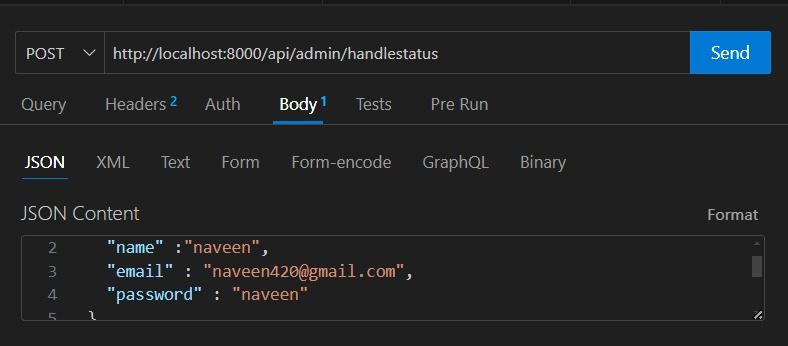 POST http://localhost:8000/api/admin/handlestatus Send
Query Headers 2 Auth Body 1 Tests Pre Run
JSON XML Text Form Form-encode GraphQL Binary
JSON Content Format
2 "name" :"naveen",
3 "email" : "naveen420@gmail.com",
4 "password" : "naveen"
5 }